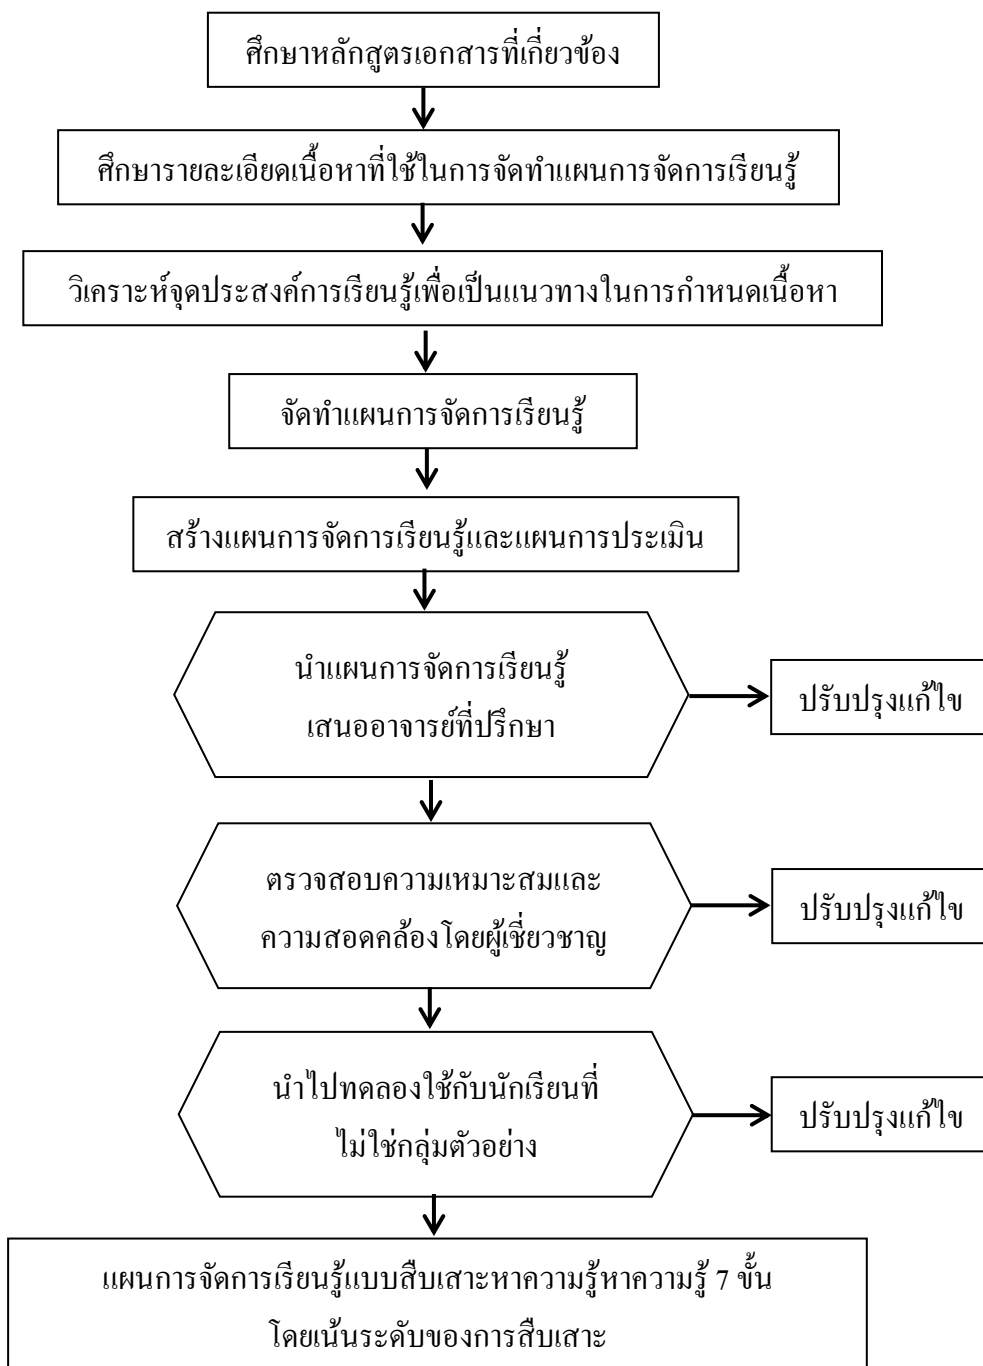 ศึกษาหลักสูตรเอกสารที่เกี่ยวข้อง
ศึกษารายละเอียดเนื้อหาที่ใช้ในการจัดทำแผนการจัดการเรียนรู้
วิเคราะห์จุดประสงค์การเรียนรู้เพื่อเป็นแนวทางในการกำหนดเนื้อหา
จัดทำแผนการจัดการเรียนรู้
สร้างแผนการจัดการเรียนรู้และแผนการประเมิน
นำแผนการจัดการเรียนรู้
เสนออาจารย์ที่ปรึกษา
ปรับปรุงแก้ไข
ตรวจสอบความเหมาะสมและ
ความสอดคล้องโดยผู้เชี่ยวชาญ
ปรับปรุงแก้ไข
นำไปทดลองใช้กับนักเรียนที่
ไม่ใช่กลุ่มตัวอย่าง
ปรับปรุงแก้ไข
แผนการจัดการเรียนรู้แบบสืบเสาะหาความรู้หาความรู้ 7 ขั้น
โดยเน้นระดับของการสืบเสาะ